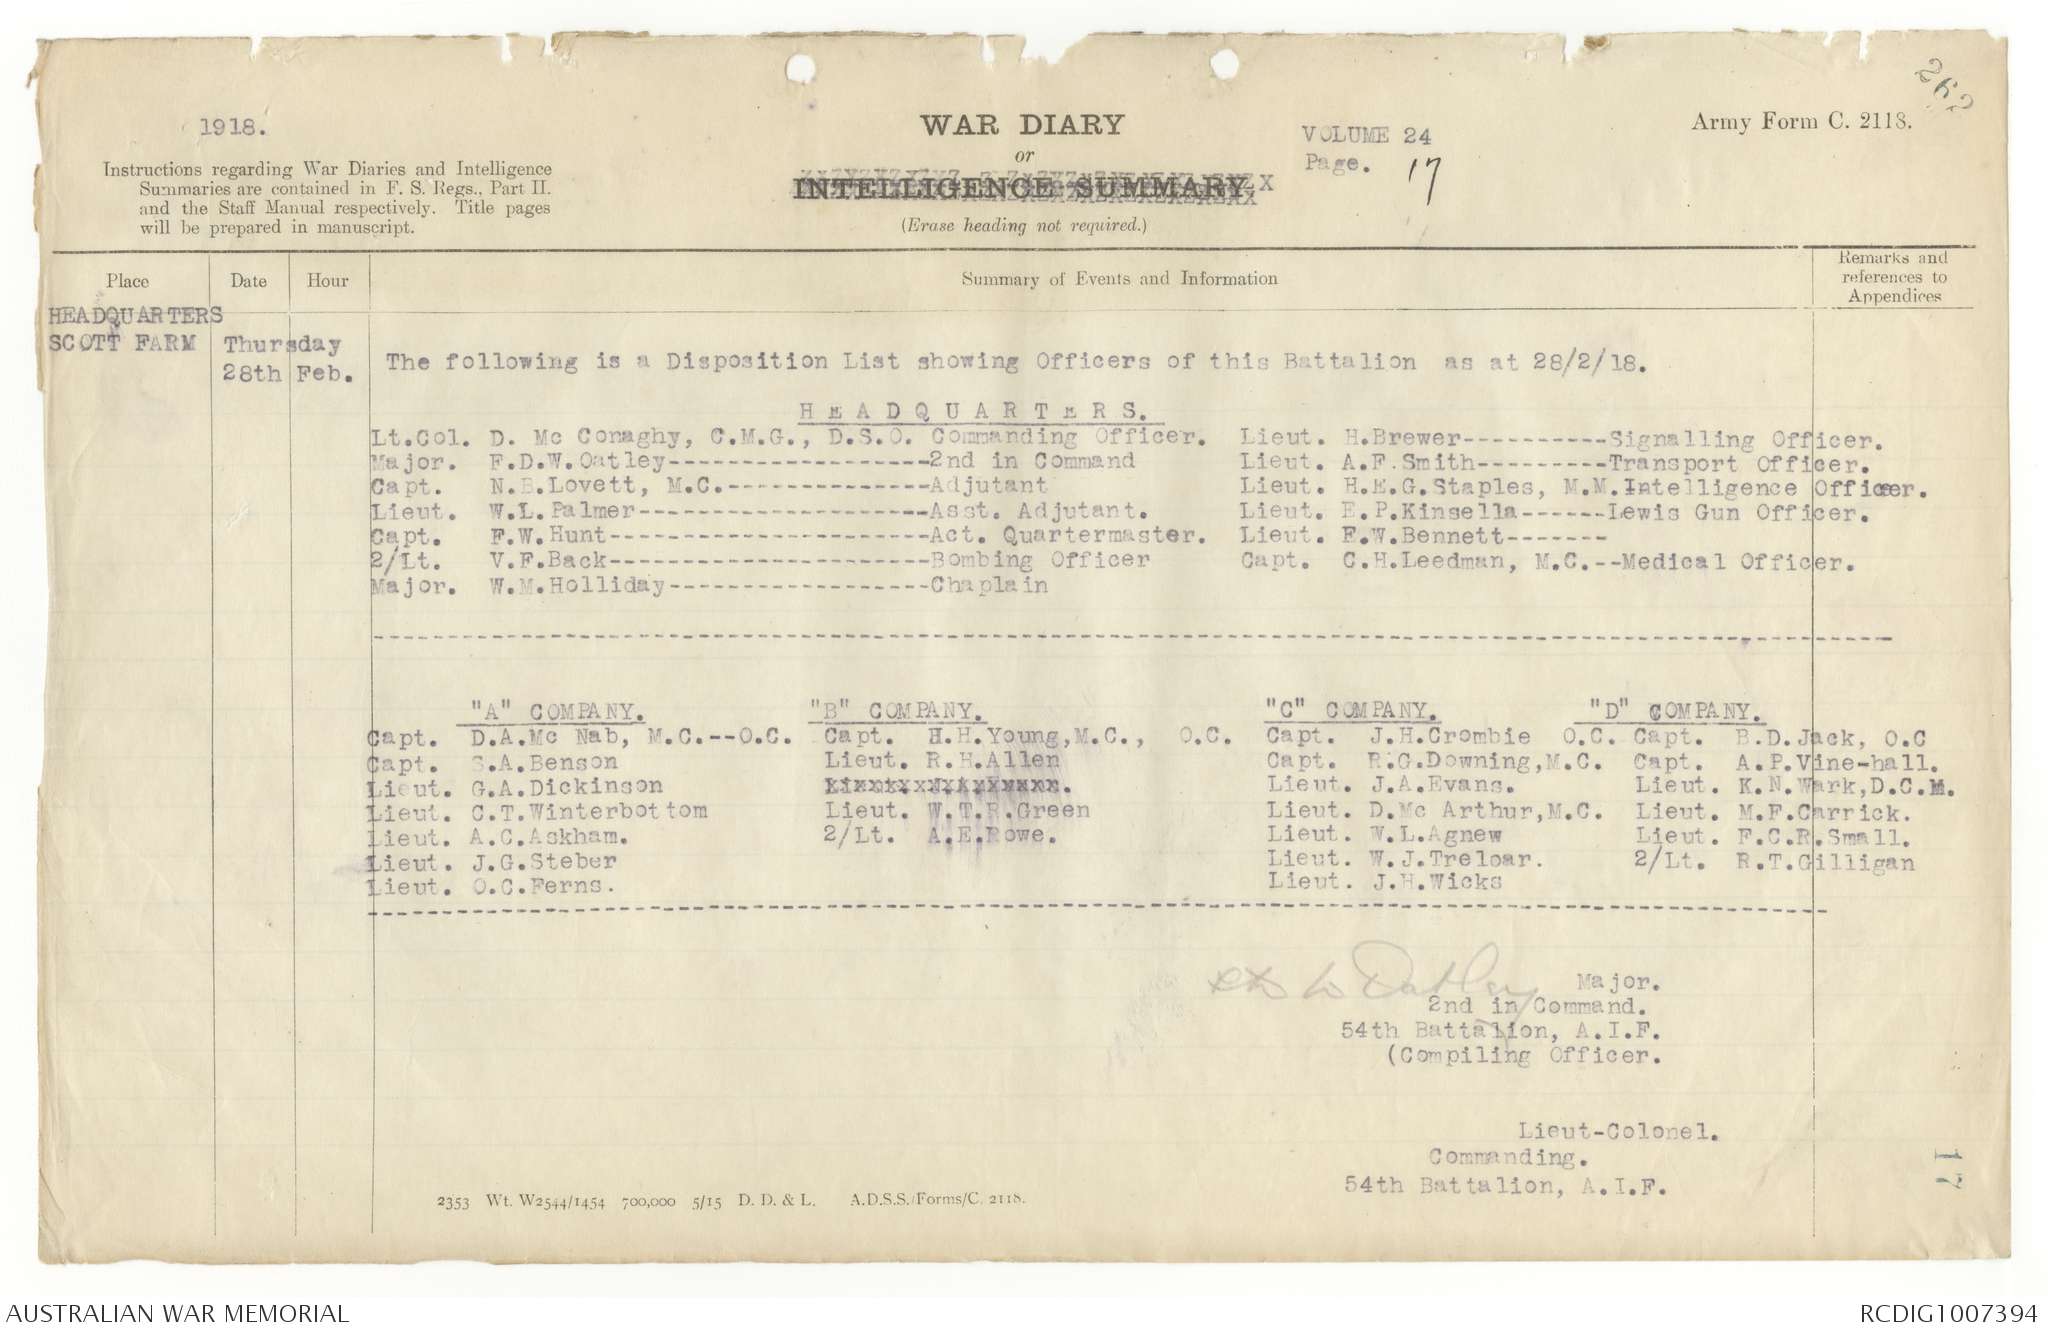 262
1918.
WAR DIARY
or
INTELLIGENCE SUMMARY
(Erase heading not required.)
VOLUME 24
Page. 17
Army Form C. 2118.
Instructions regarding War Diaries and Intelligence
Summaries are contained in F. S. Regs., Part II.
and the Staff Manual respectively. Title pages
will be prepared in manuscript.
Place Date Hour Summary of Events and Information Remarks and references to Appendices
HEADQUARTERS
SCOTT FARM Thursday
28th Feb.
The following is a Disposition List showing Officers of this Battalion as at 28/2/18.
HEADQUARTERS.
Lt.Col. D. Mc Conaghy, C.M.G., D.S.O. Commanding Officer. Lieut. H.Brewer----------Signalling Officer.
Major. F.D.W.Oatley------------------2nd in Command Lieut. A.F.Smith---------Transport Officer.
Capt. N.B.Lovett, M.C.--------------Adjutant Lieut. H.E.G.Staples, M.M.Intelligence Officer.
Lieut. W.L.Palmer--------------------Asst. Adjutant. Lieut. E.P.Kinsella------Lewis Gun Officer.
Capt. F.W.Hunt----------------------Act. Quartermaster. Lieut. E.W.Bennett-------
2/Lt. V.F.Back----------------------Bombing Officer Capt. C.H.Leedman, M.C.--Medical Officer.
Major. W.M.Holliday------------------Chaplain
"A" COMPANY. "B" COMPANY. "C" COMPANY. "D" COMPANY.
Capt. D.A.Mc Nab, M.C.--O.C. Capt. H.H.Young,M.C., O.C. Capt. J.H.Crombie O.C. Capt. B.D.Jack, O.C
Capt. S.A.Benson Lieut. R.H.Allen Capt. R.G.Downing,M.C. Capt. A.P.Vine-hall.
Lieut. G.A.Dickinson Lieut. J.A.Evans. Lieut. K.N.Wark,D.C.M.
Lieut. C.T.Winterbottom Lieut. W.T.R.Green Lieut. D.Mc Arthur,M.C. Lieut. M.F.Carrick.
Lieut. A.C.Askham. 2/Lt. A.E.Rowe. Lieut. W.L.Agnew Lieut. F.C.R.Small.
Lieut. J.G.Steber Lieut. W.J.Treloar. 2/Lt. R.T.Gilligan
Lieut. O.C.Ferns. Lieut. J.H.Wicks
F D W Oatley Major.
2nd in Command.
54th Battalion, A.I.F.
(Compiling Officer.
Lieut-Colonel.
Commanding.
54th Battalion, A.I.F.
2353 Wt. W2544/1454 700,000 5/15 D. D. & L. A.D.S.S./Forms/C. 2118.
17
AUSTRALIAN WAR MEMORIAL RCDIG1007394